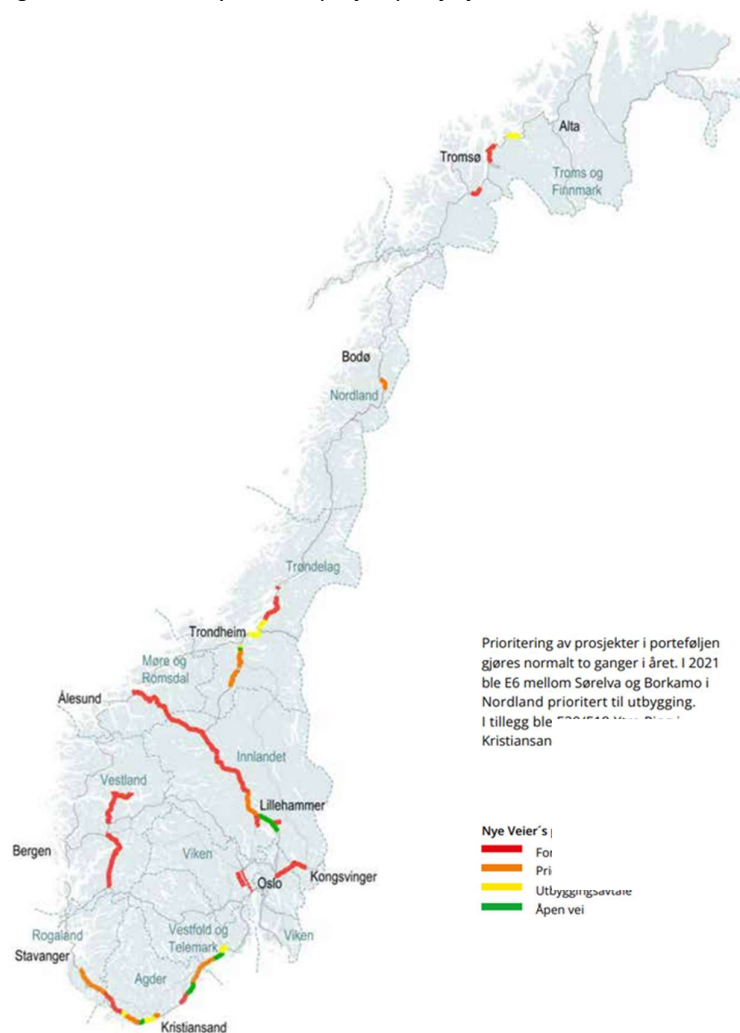 Alta
Tromsø
Troms og
Finnmark
Bodø
Nordland
Trøndelag
Trondheim
Møre og
Romsdal
Ålesund
Innlandet
Vestland
Lillehammer
Bergen
Viken
Oslo
Kongsvinger
Rogaland
Vestfold og
Telemark
Viken
Stavanger
Agder
Kristiansand
Prioritering av prosjekter i porteføljen
gjøres normalt to ganger i året. I 2021
ble E6 mellom Sørelva og Borkamo i
Nordland prioritert til utbygging.
I tillegg ble
Kristiansan
Nye Veier´s
Utbyggingsavtale
Åpen vei